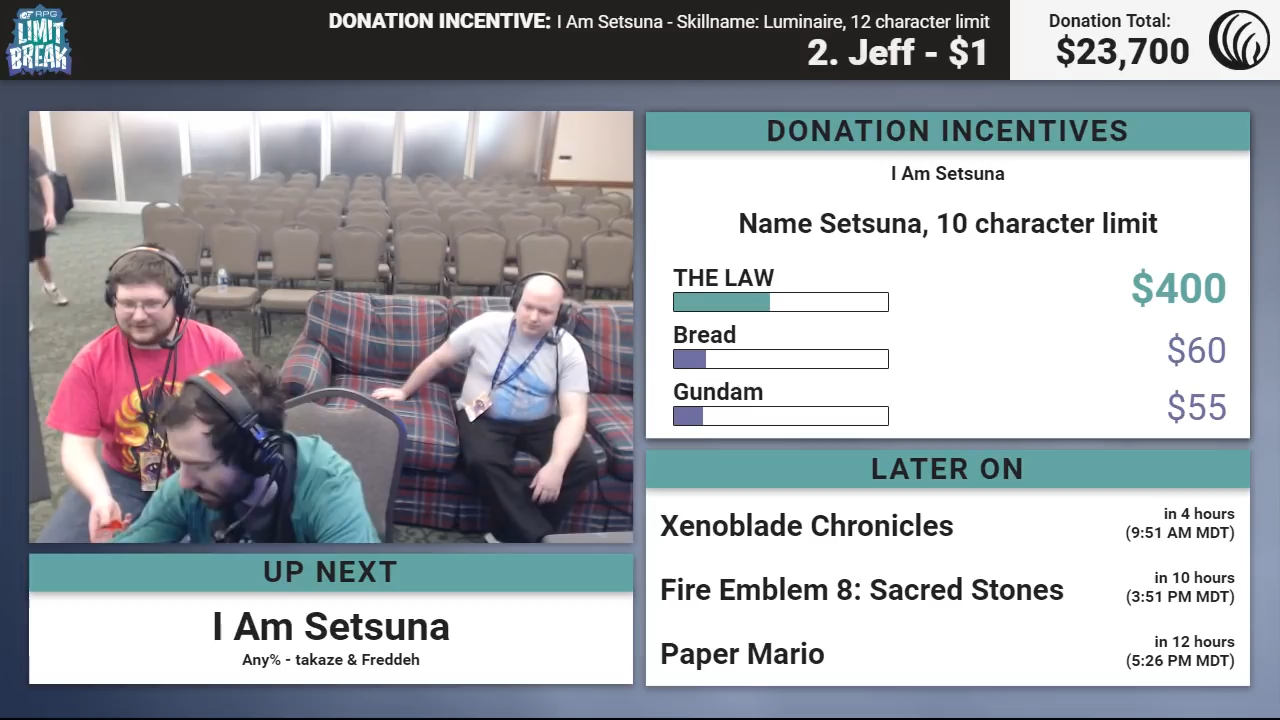 RPG
LIMIT
BREAK
DONATION INCENTIVE: I Am Setsuna - Skillname: Luminaire, 12 character limit
2. Jeff - $1
Donation Total:
$23,700
DONATION INCENTIVES
I Am Setsuna
Name Setsuna, 10 character limit
THE LAW
$400
Bread
$60
Gundam
$55
UP NEXT
I Am Setsuna
Any% - takaze & Freddeh
LATER ON
Xenoblade Chronicles
in 4 hours
(9:51 AM MDT)
Fire Emblem 8: Sacred Stones
in 10 hours
(3:51 PM MDT)
Paper Mario
in 12 hours
(5:26 PM MDT)